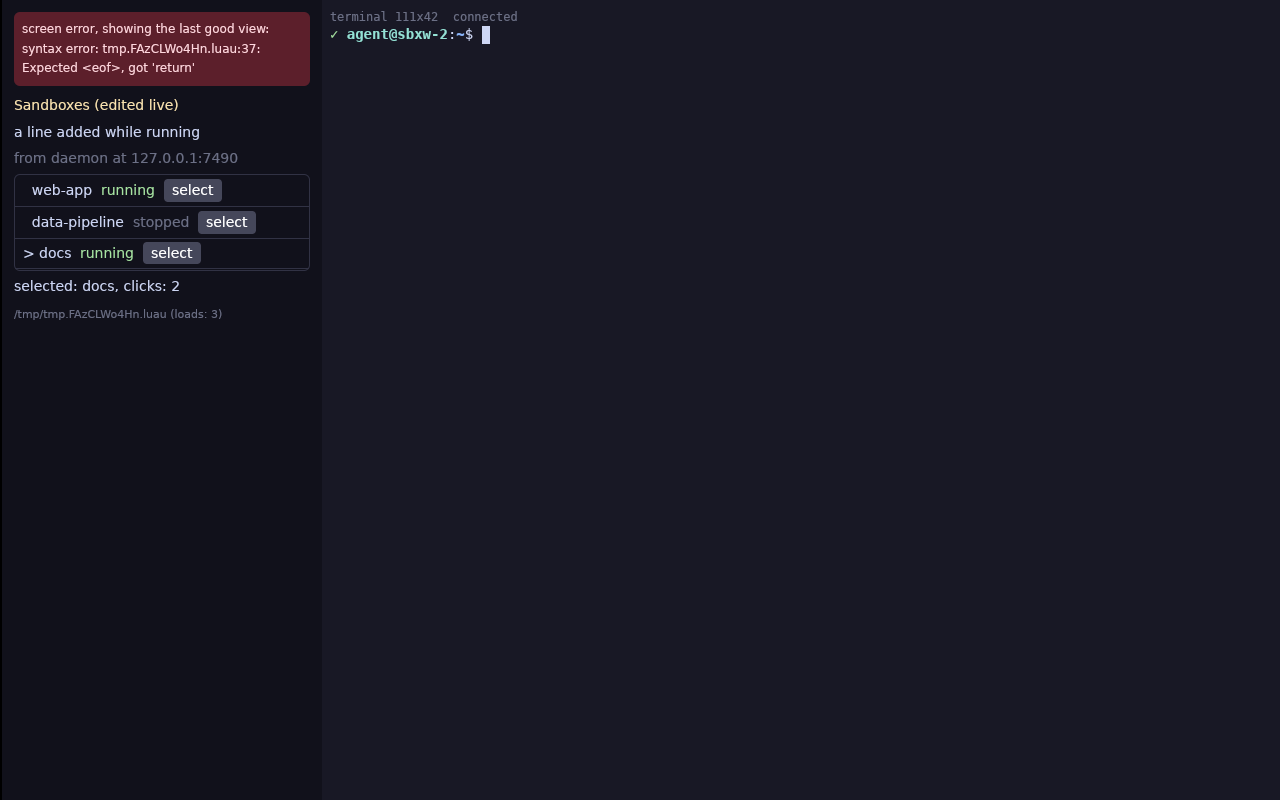 screen error, showing the last good view:
syntax error: tmp.FAzCLWo4Hn.luau:37:
Expected <eof>, got 'return'
Sandboxes (edited live)
a line added while running
from daemon at 127.0.0.1:7490
web-app running select
data-pipeline stopped select
> docs running select
selected: docs, clicks: 2
/tmp/tmp.FAzCLWo4Hn.luau (loads: 3)
terminal 111x42 connected
✓ agent@sbxw-2:~$